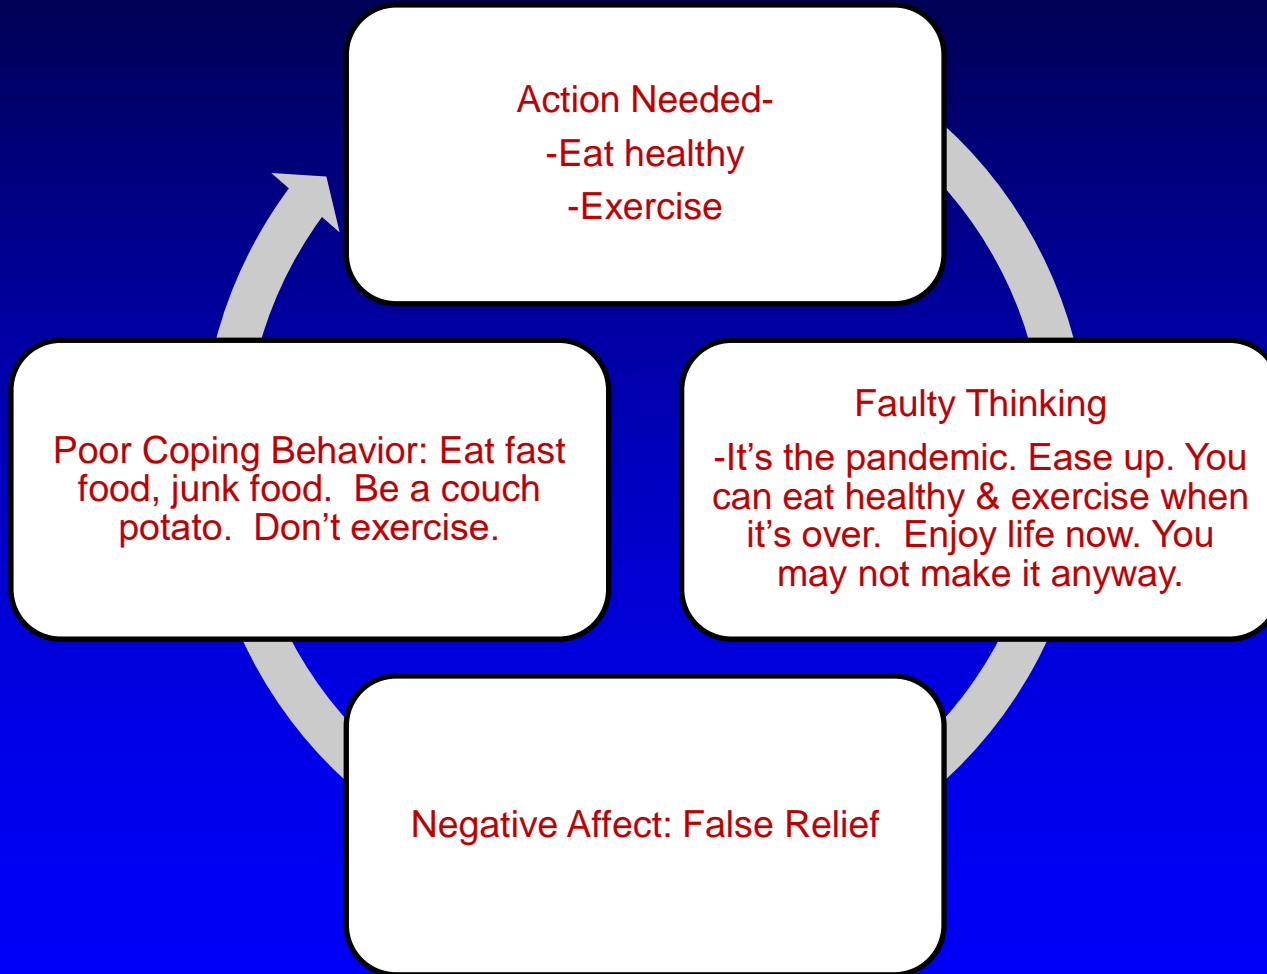 Action Needed-
-Eat healthy
-Exercise
Faulty Thinking
-It’s the pandemic. Ease up. You
can eat healthy & exercise when
it’s over.  Enjoy life now. You
may not make it anyway.
Negative Affect: False Relief
Poor Coping Behavior: Eat fast
food, junk food.  Be a couch
potato.  Don’t exercise.